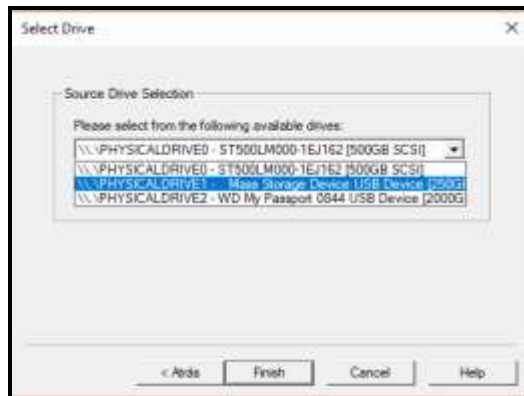 Select Drive
Source Drive Selection
Please select from the following available drives:
\\.\PHYSICALDRIVE0 - ST500LM000-1EJ162 [500GB SCSI]
\\.\PHYSICALDRIVE0 - ST500LM000-1EJ162 [500GB SCSI]
\\.\PHYSICALDRIVE1 - Mass Storage Device USB Device [250G
\\.\PHYSICALDRIVE2 - WD My Passport 0844 USB Device [2000G
< Atrás
Finish
Cancel
Help